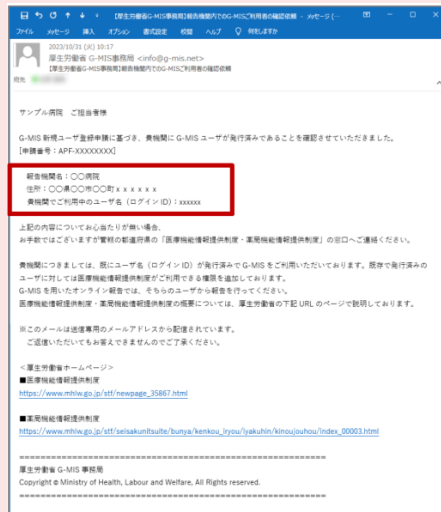 【厚生労働省G-MIS事務局】報告機関内でのG-MISご利用者の確認依頼 - メッセージ (…
ファイル メッセージ 挿入 オプション 書式設定 校閲 ヘルプ 何をしますか
2023/10/31 (火) 10:17
厚生労働省 G-MIS事務局 <info@g-mis.net>
【厚生労働省G-MIS事務局】報告機関内でのG-MISご利用者の確認依頼
宛先
サンプル病院 ご担当者様
G-MIS 新規ユーザ登録申請に基づき、貴機関に G-MIS ユーザが発行済みであることを確認させていただきました。
[申請番号:APF-XXXXXXXX]
報告機関名:〇〇病院
住所:〇〇県〇〇市〇〇町ｘｘｘｘｘｘ
貴機関でご利用中のユーザ名（ログイン ID）:xxxxxx
上記の内容についてお心当たりが無い場合、
お手数ではございますが管轄の都道府県の「医療機能情報提供制度・薬局機能情報提供制度」の窓口へご連絡ください。
貴機関につきましては、既にユーザ名（ログイン ID）が発行済みで G-MIS をご利用いただいております。既存で発行済みの
ユーザに対しては医療機能情報提供制度がご利用できる権限を追加しております。
G-MIS を用いたオンライン報告では、そちらのユーザから報告を行ってください。
医療機能情報提供制度・薬局機能情報提供制度の概要については、厚生労働省の下記 URL のページで説明しております。
※このメールは送信専用のメールアドレスから配信されています。
ご返信いただいてもお答えできませんのでご了承ください。
＜厚生労働省ホームページ＞
■医療機能情報提供制度
https://www.mhlw.go.jp/stf/newpage_35867.html
■薬局機能情報提供制度
https://www.mhlw.go.jp/stf/seisakunitsuite/bunya/kenkou_iryou/iyakuhin/kinoujouhou/index_00003.html
==========================================================
厚生労働省 G-MIS 事務局
Copyright © Ministry of Health, Labour and Welfare, All Rights reserved.
==========================================================